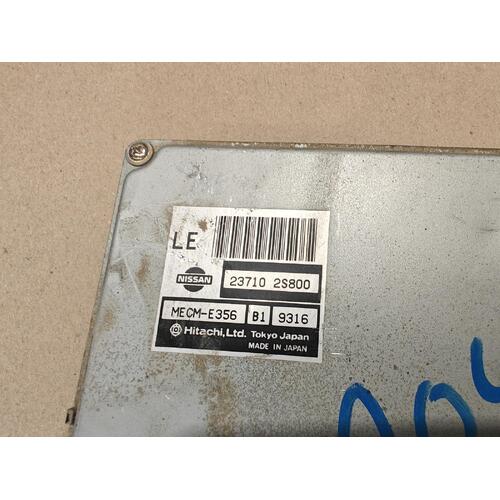 LE
NISSAN 23710 2S800
MECM-E356 B1 9316
Hitachi, Ltd. Tokyo Japan
MADE IN JAPAN